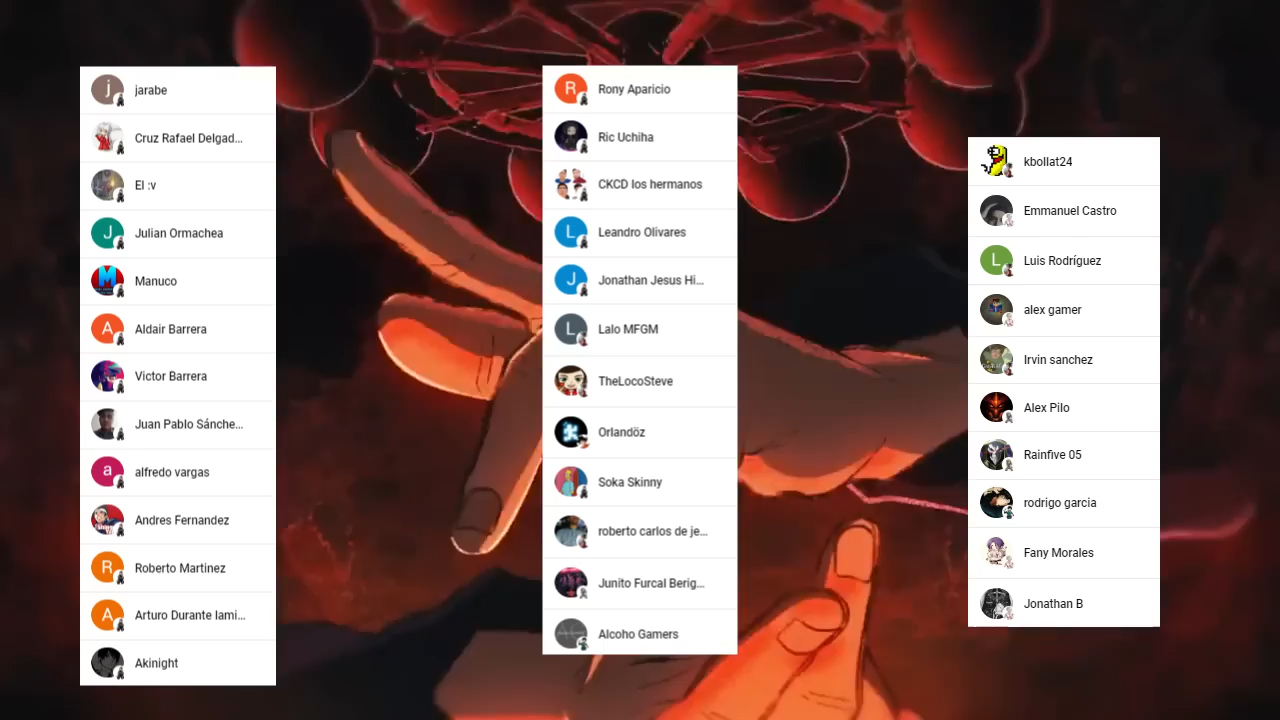 j
jarabe
Cruz Rafael Delgad...
El :v
J
Julian Ormachea
M
Manuco
A
Aldair Barrera
Victor Barrera
Juan Pablo Sánche...
a
alfredo vargas
Andres Fernandez
R
Roberto Martinez
A
Arturo Durante lami...
Akinight
R
Rony Aparicio
Ric Uchiha
CKCD los hermanos
L
Leandro Olivares
J
Jonathan Jesus Hi...
L
Lalo MFGM
TheLocoSteve
Orlandöz
Soka Skinny
roberto carlos de je...
Junito Furcal Berig...
Alcoho Gamers
kbollat24
Emmanuel Castro
L
Luis Rodríguez
alex gamer
Irvin sanchez
Alex Pilo
Rainfive 05
rodrigo garcia
Fany Morales
Jonathan B